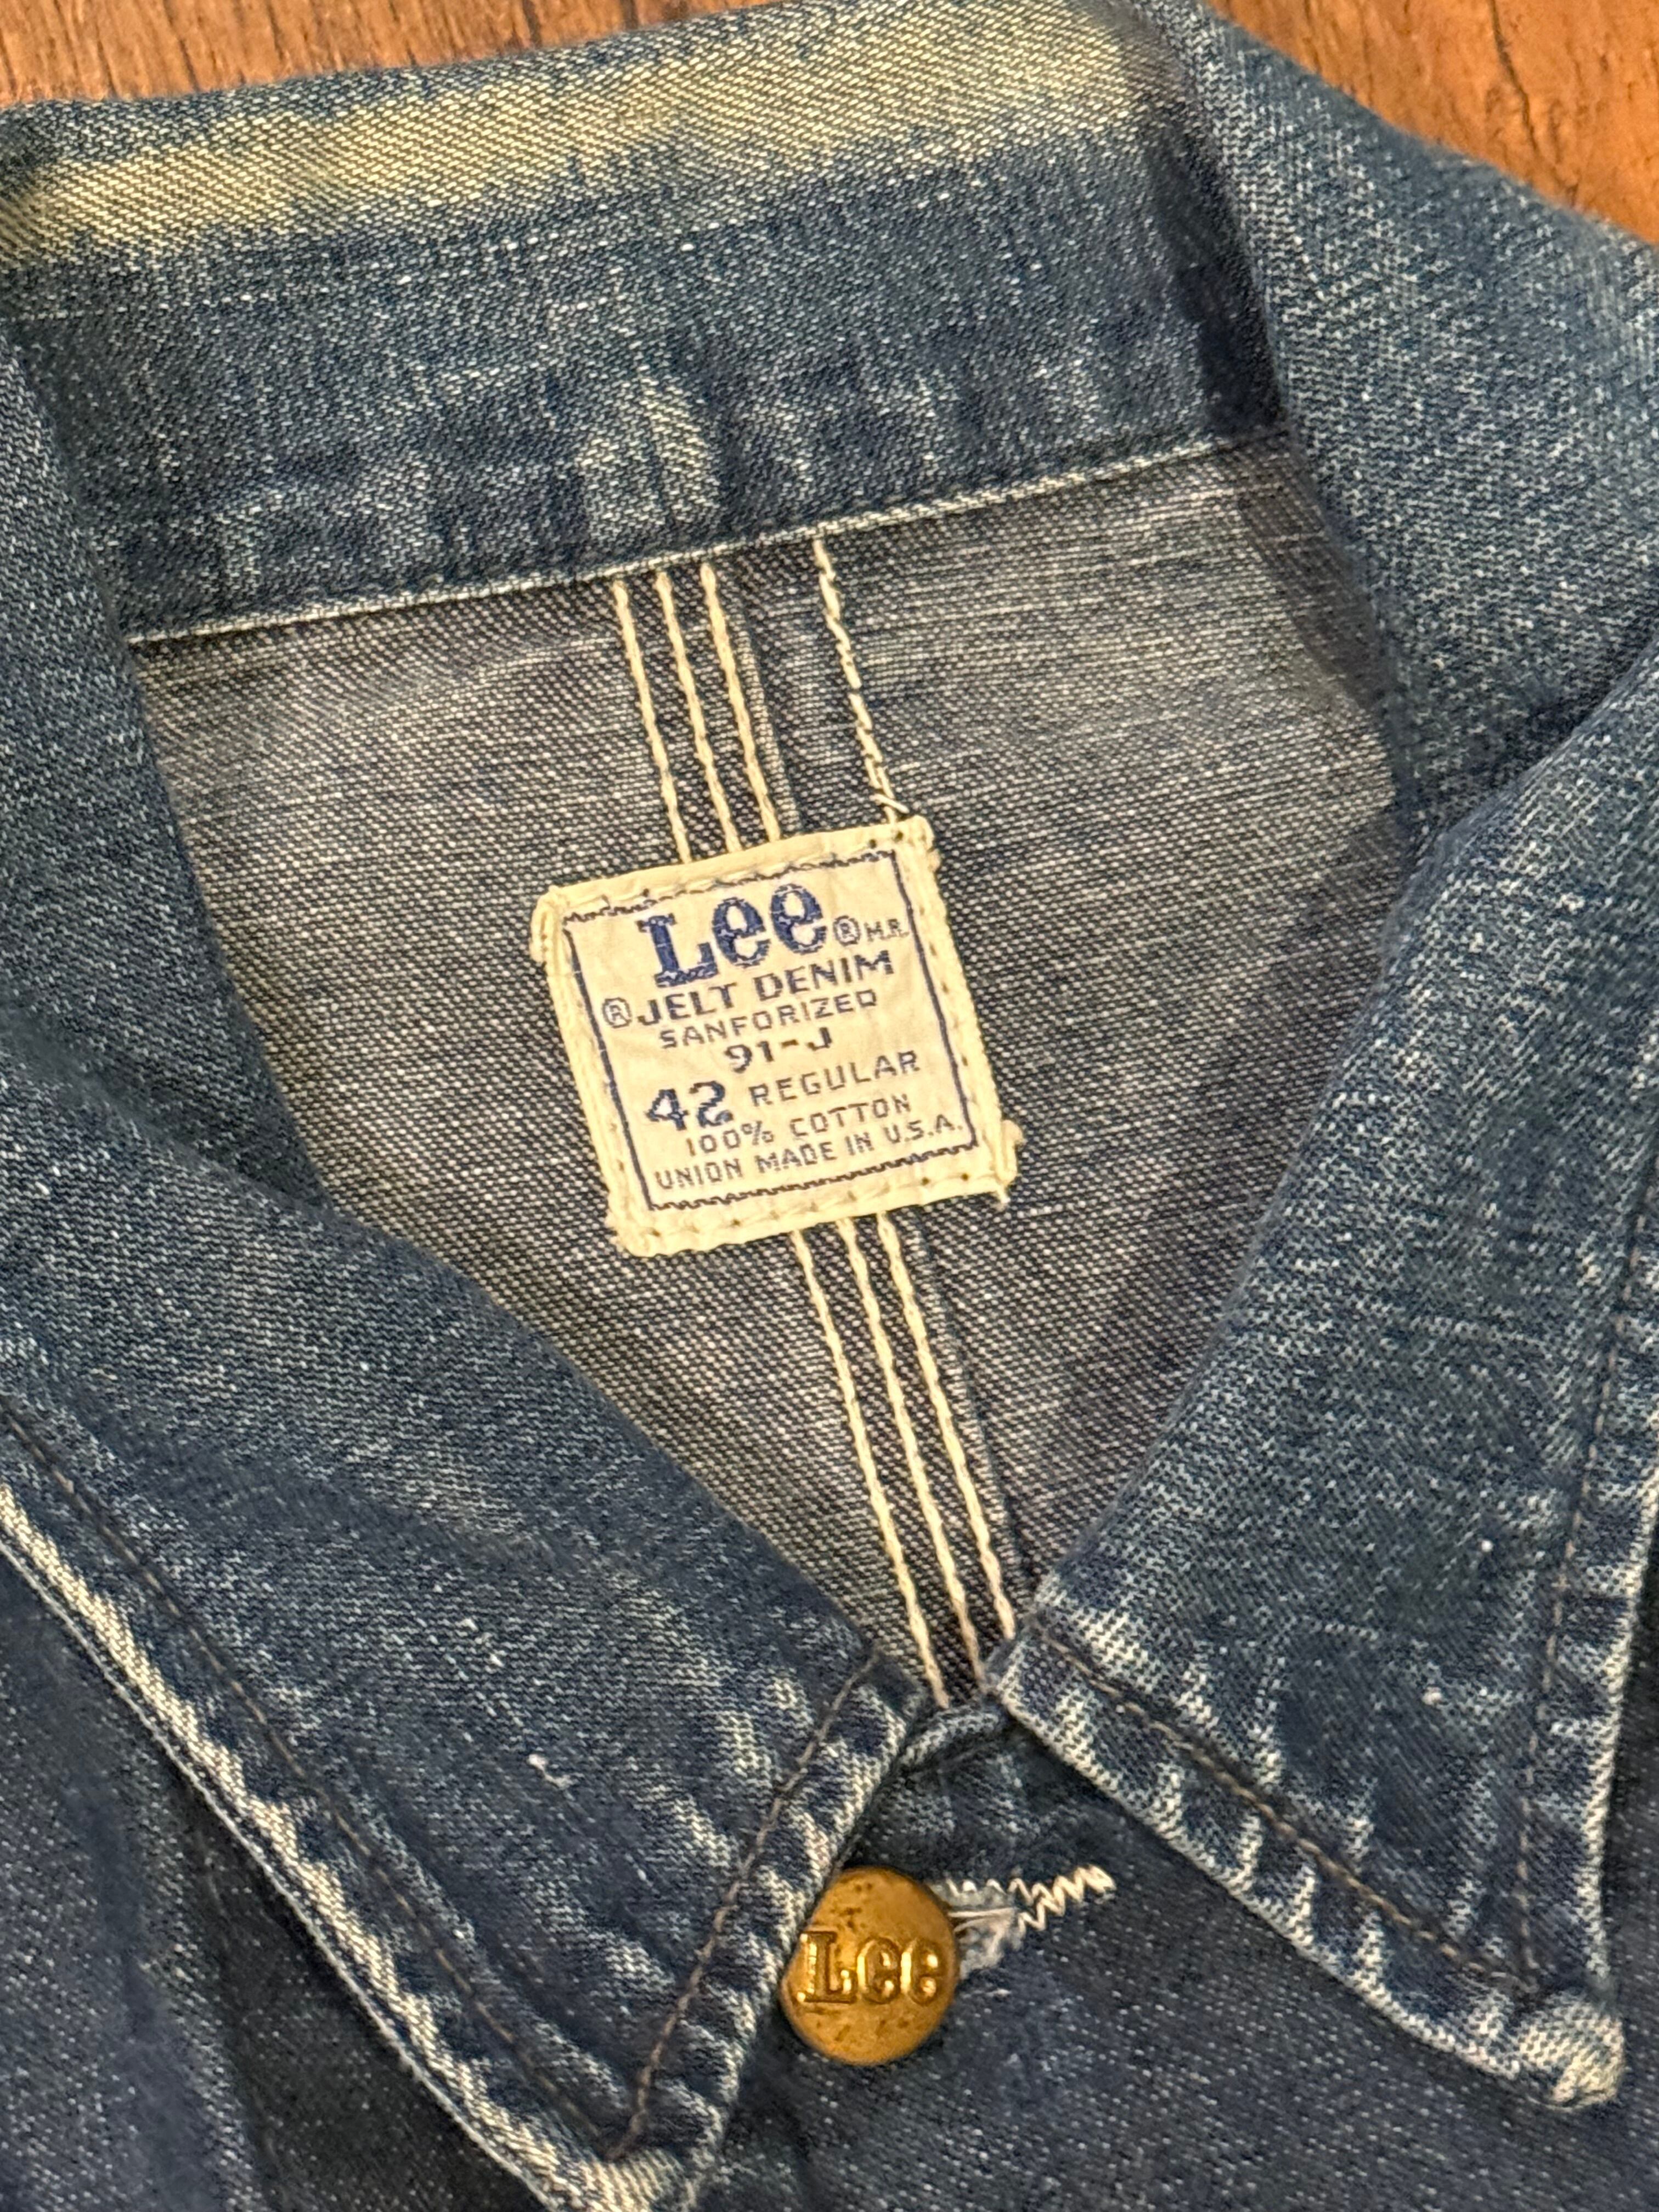 Lee® M.R.
® JELT DENIM
SANFORIZED
91-J
42 REGULAR
100% COTTON
UNION MADE IN U.S.A.
Lee